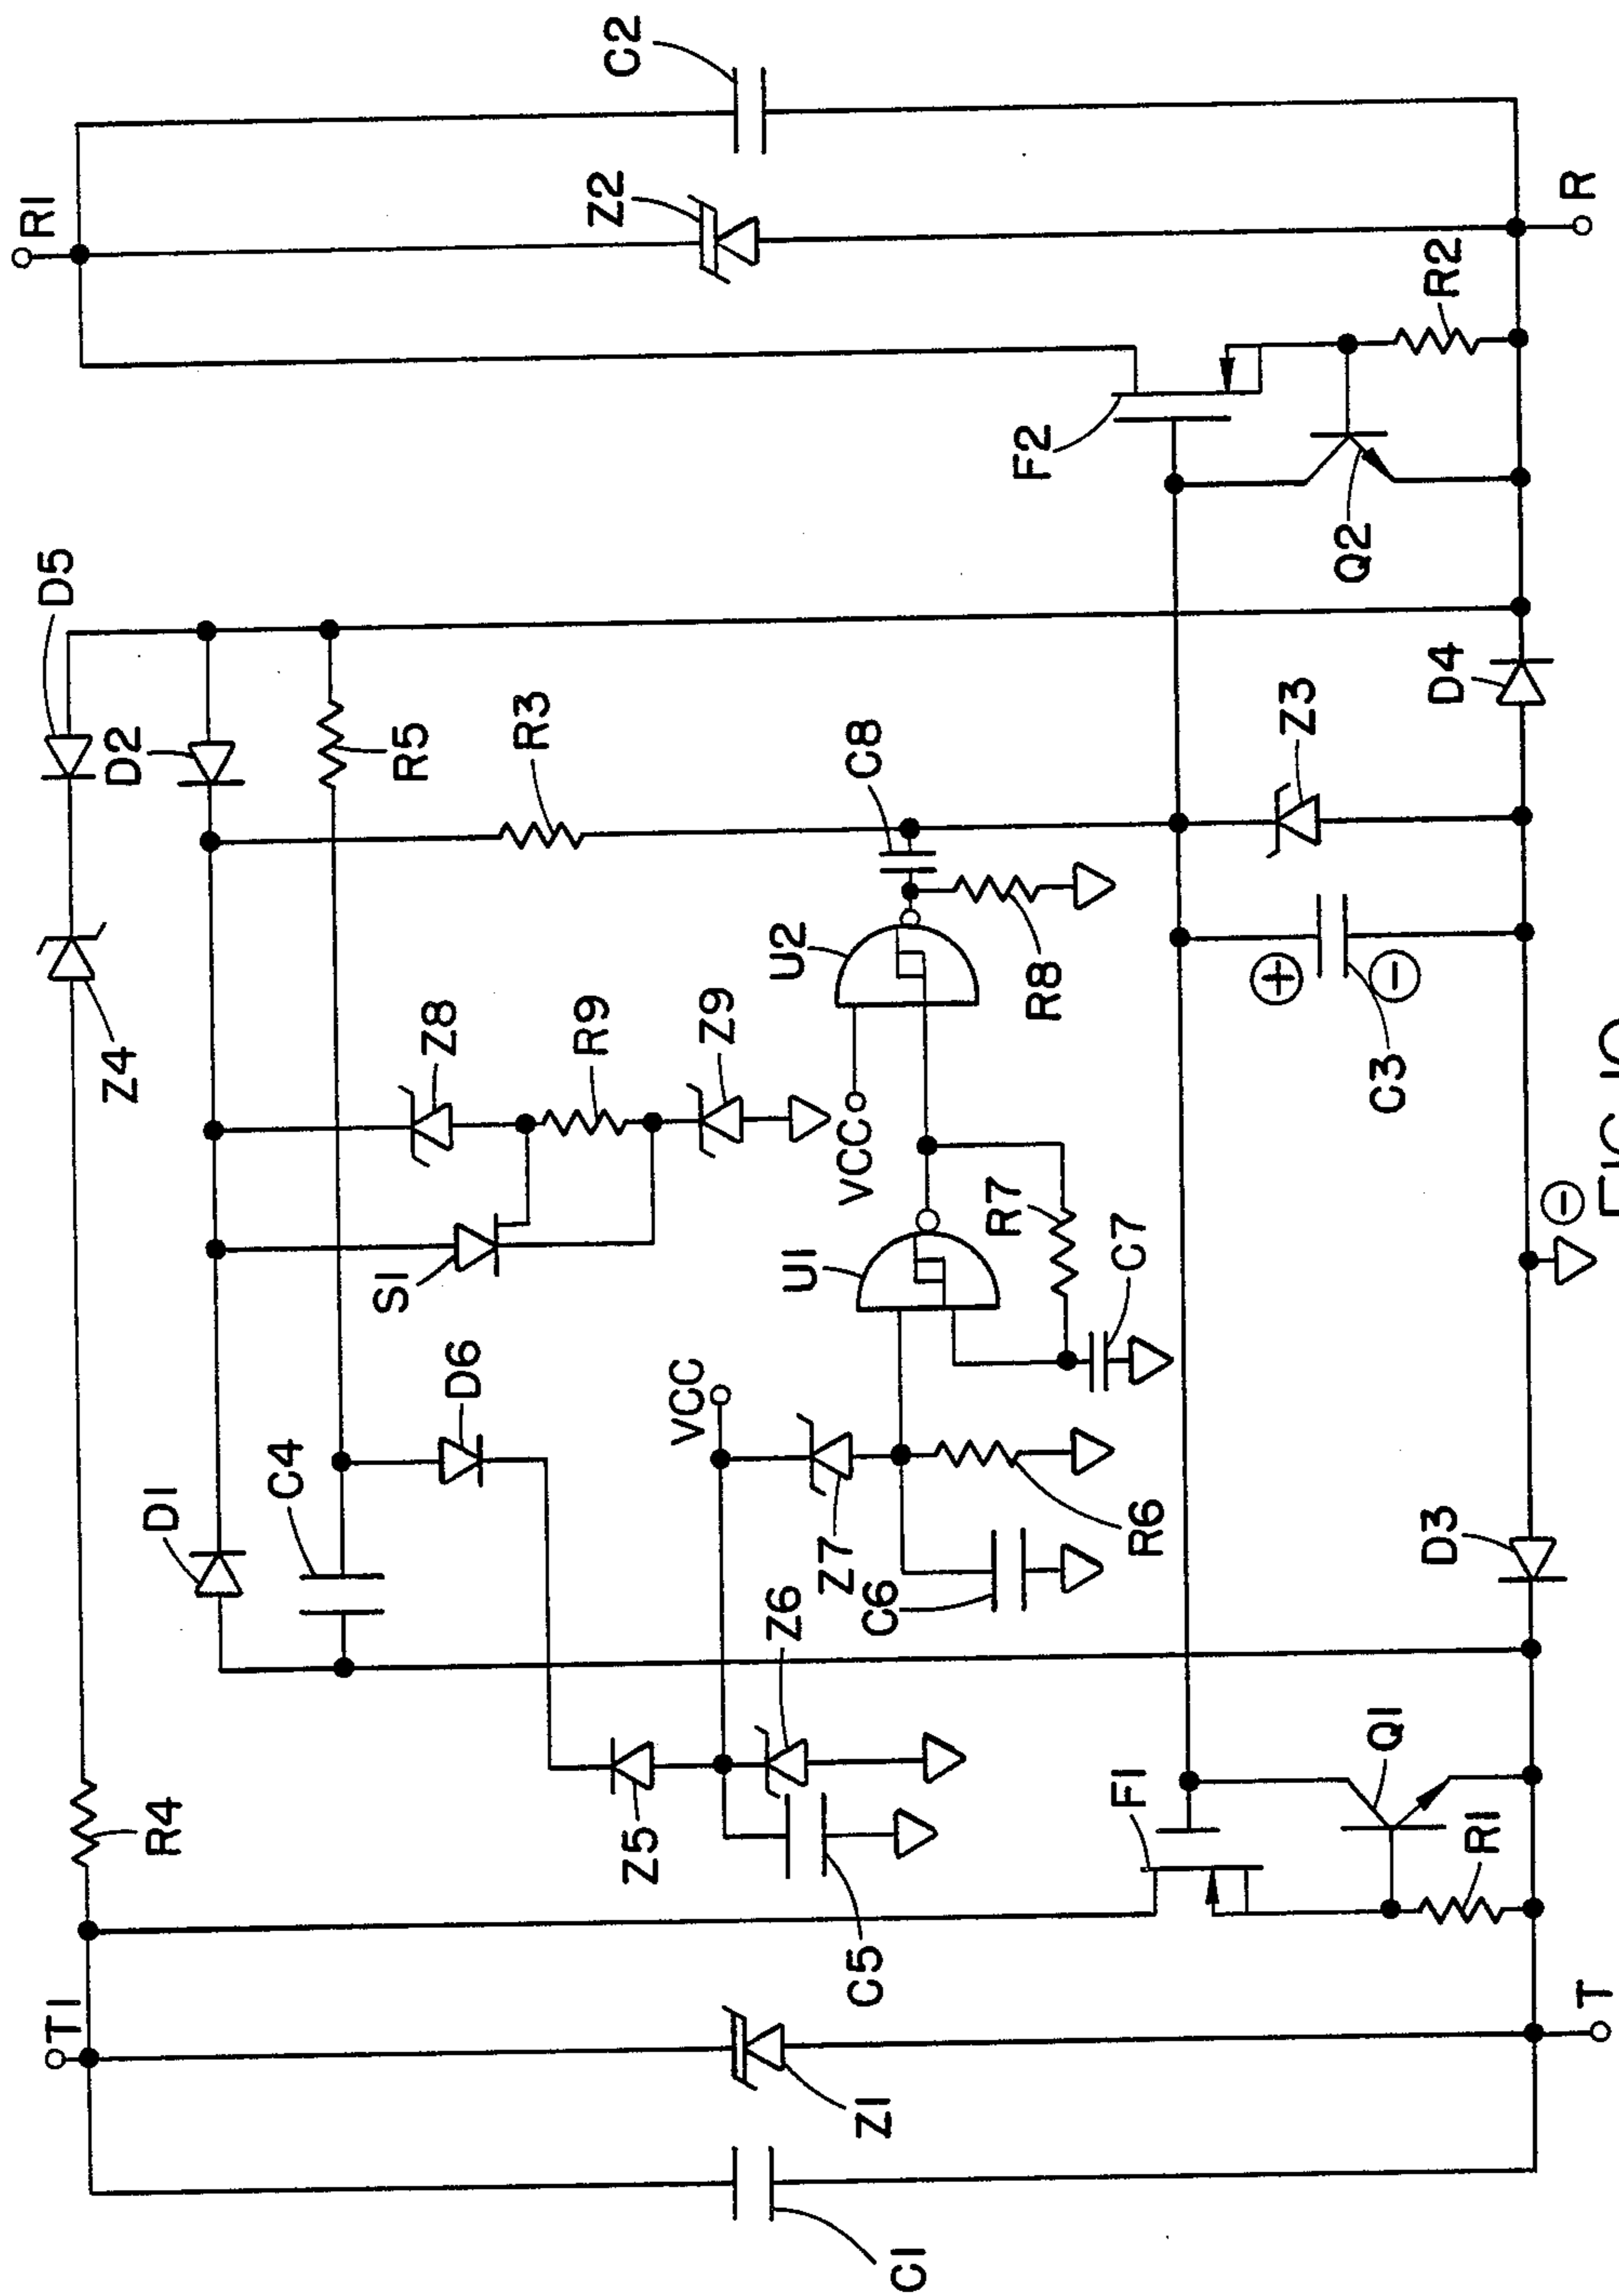 T1
R1
D5
R4
Z4
D2
D1
C4
R5
S1
D6
Z8
R3
R9
C2
Z2
Z5
VCC
Z9
Z6
U1
U2
Z7
VCC
C8
C5
Z1
C6
C1
R7
R8
F2
R6
C7
F1
+
Z3
Q1
C3
−
Q2
D3
D4
R2
R1
−
T
R